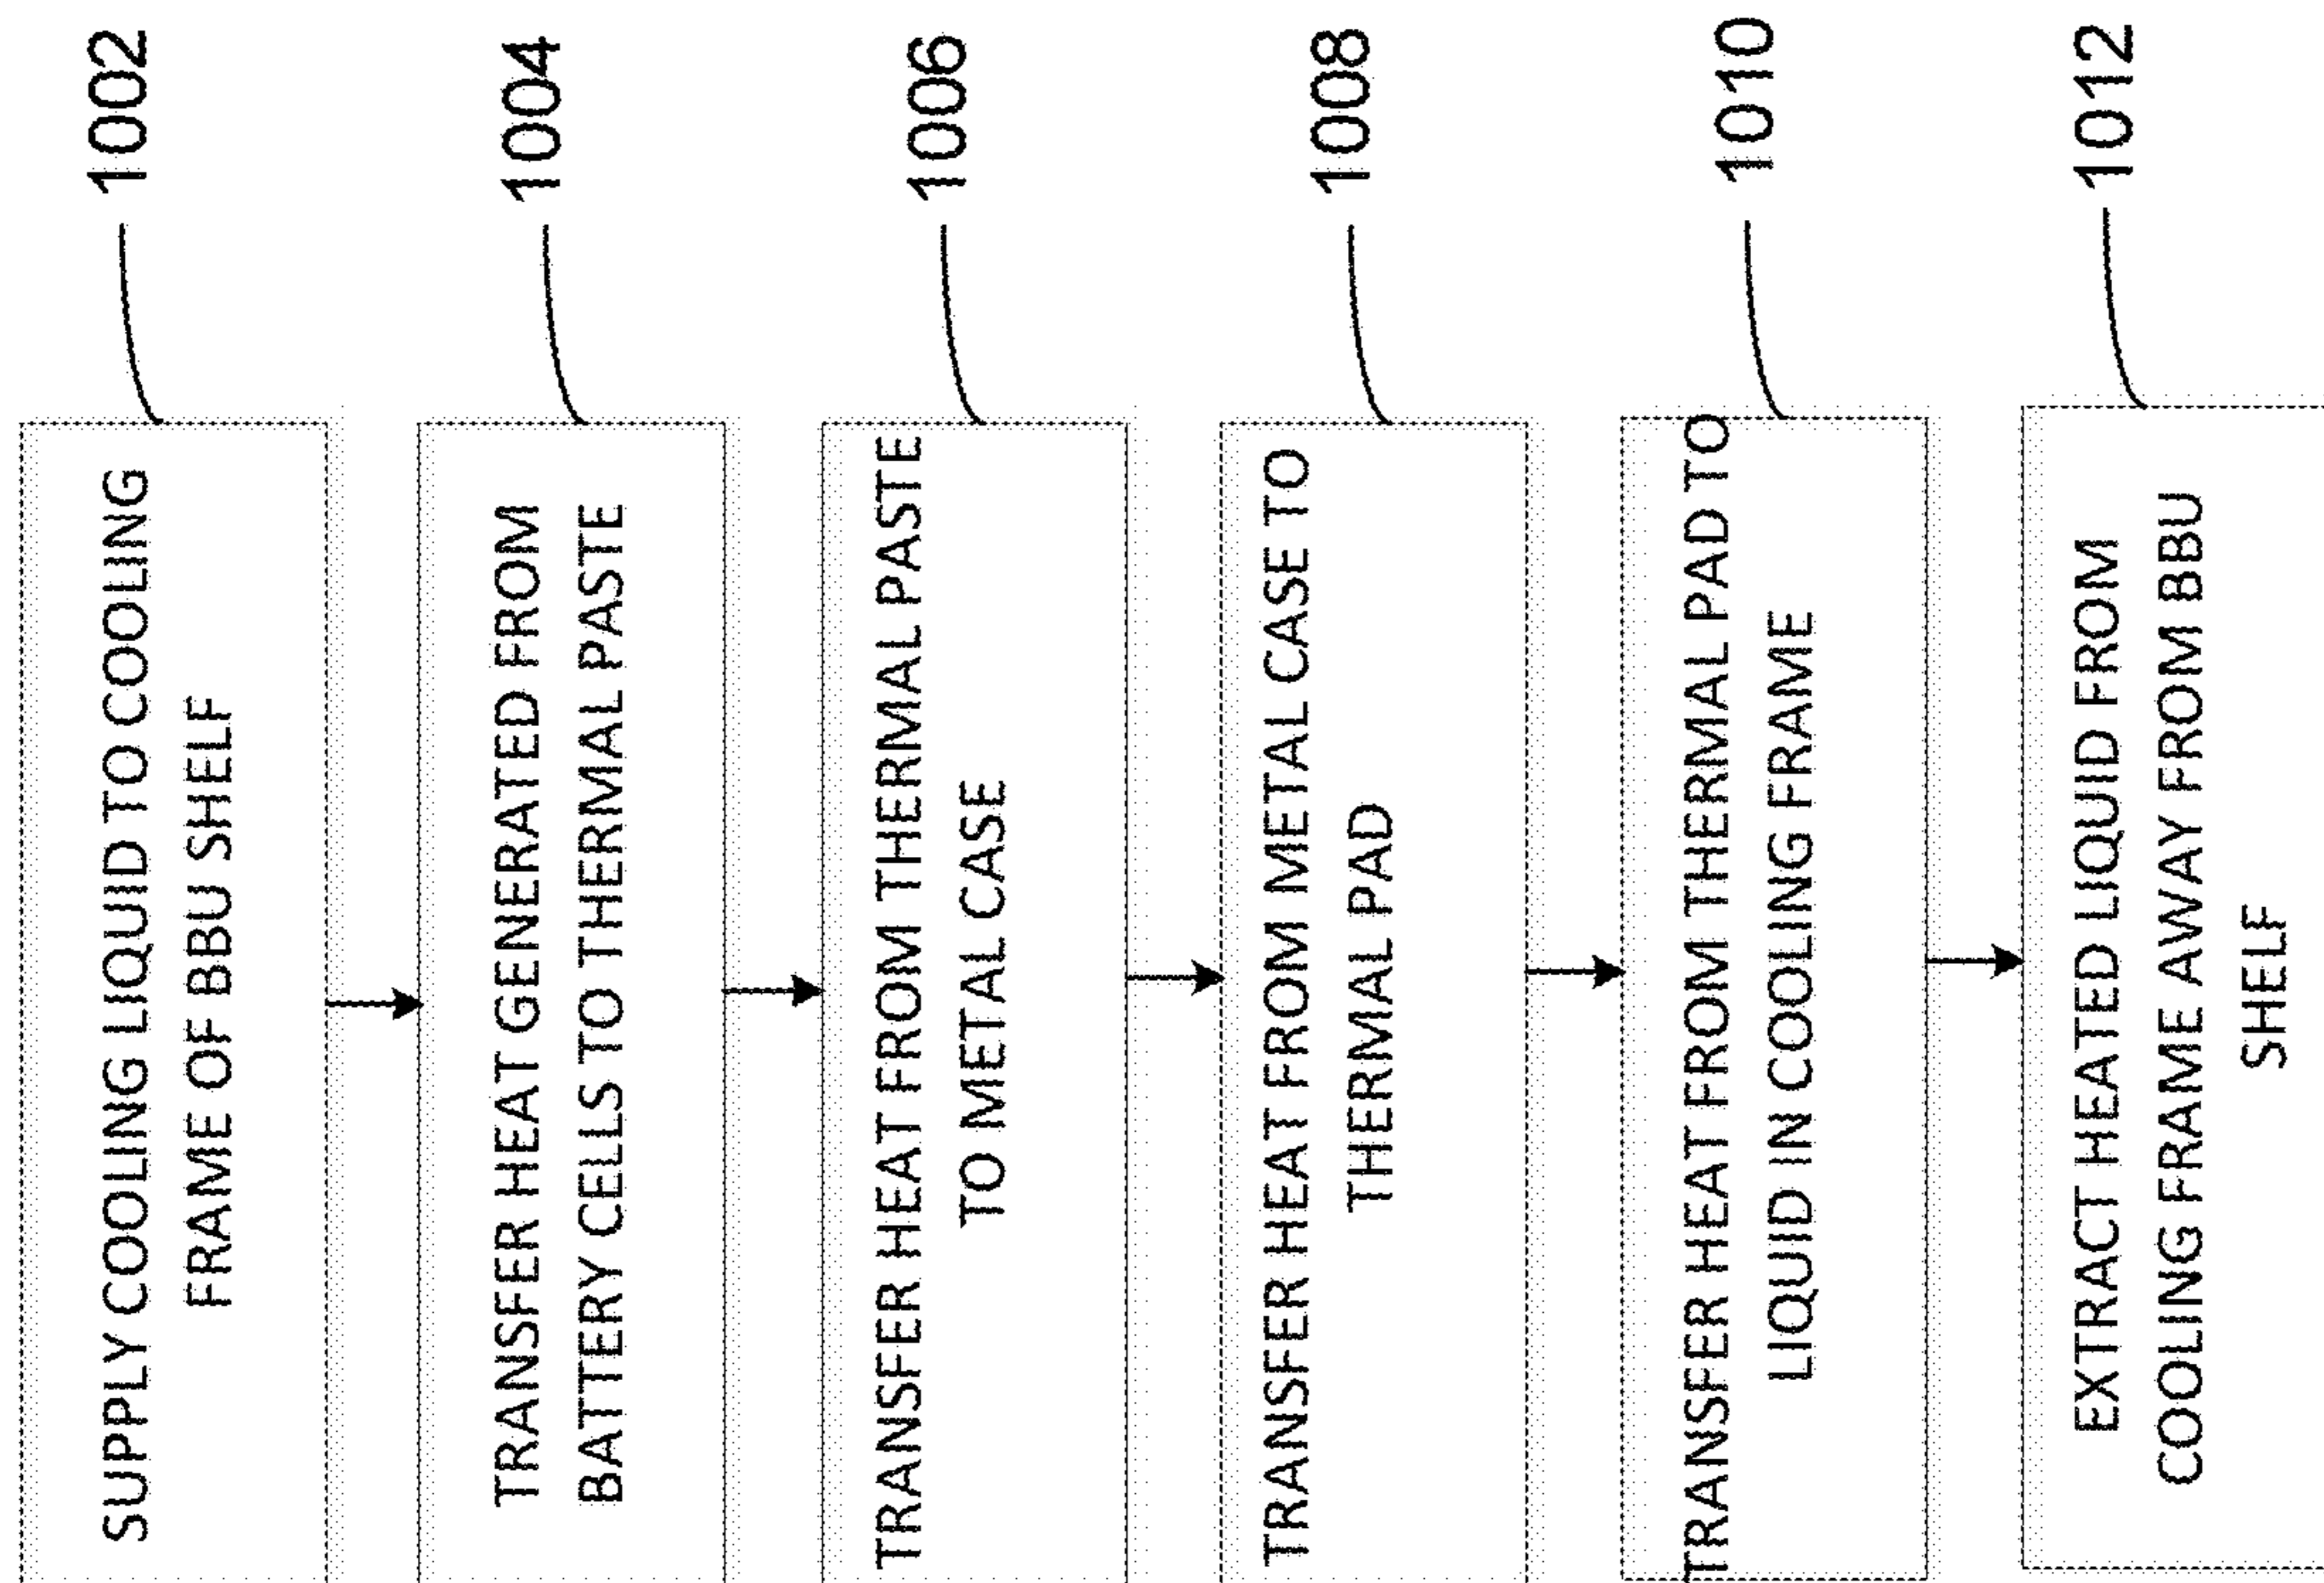 SUPPLY COOLING LIQUID TO COOLING
FRAME OF BBU SHELF
1002
TRANSFER HEAT GENERATED FROM
BATTERY CELLS TO THERMAL PASTE
1004
TRANSFER HEAT FROM THERMAL PASTE
TO METAL CASE
1006
TRANSFER HEAT FROM METAL CASE TO
THERMAL PAD
1008
TRANSFER HEAT FROM THERMAL PAD TO
LIQUID IN COOLING FRAME
1010
EXTRACT HEATED LIQUID FROM
COOLING FRAME AWAY FROM BBU
SHELF
1012